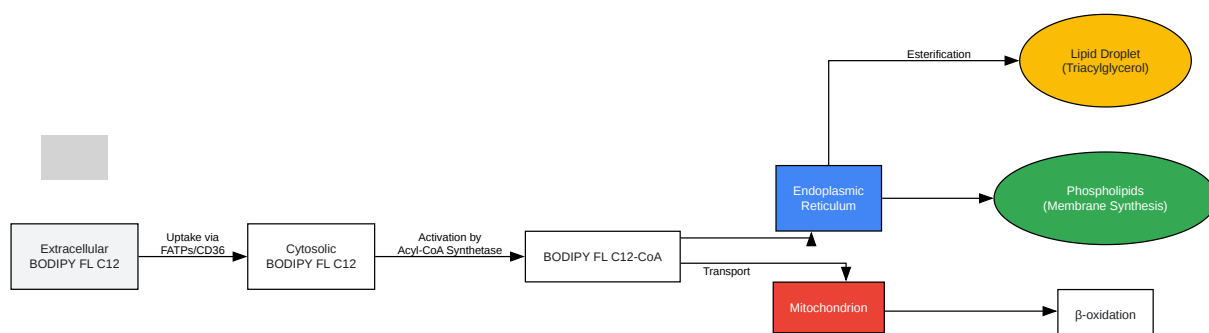 Esterification
Lipid Droplet
(Triacylglycerol)
Endoplasmic
Reticulum
Phospholipids
(Membrane Synthesis)
Extracellular
BODIPY FL C12
Uptake via
FATPs/CD36
Cytosolic
BODIPY FL C12
Activation by
Acyl-CoA Synthetase
BODIPY FL C12-CoA
Transport
Mitochondrion
β-oxidation